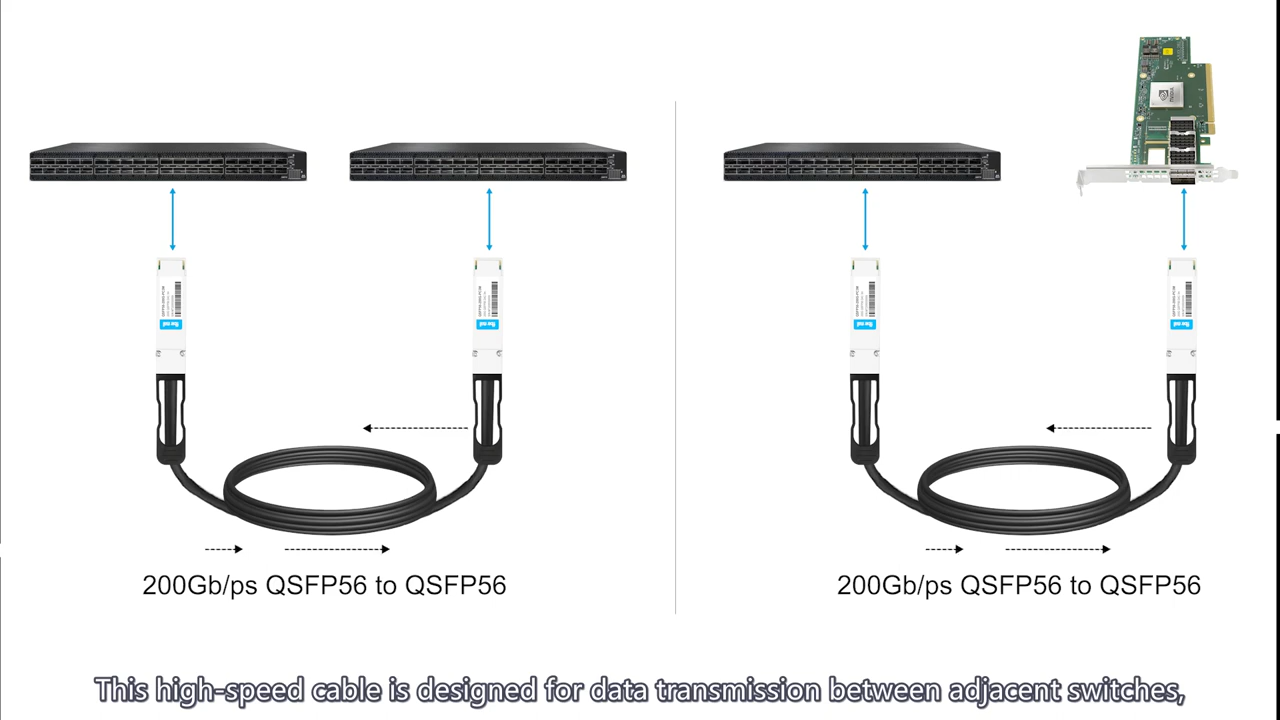 200Gb/ps QSFP56 to QSFP56
200Gb/ps QSFP56 to QSFP56
This high-speed cable is designed for data transmission between adjacent switches,